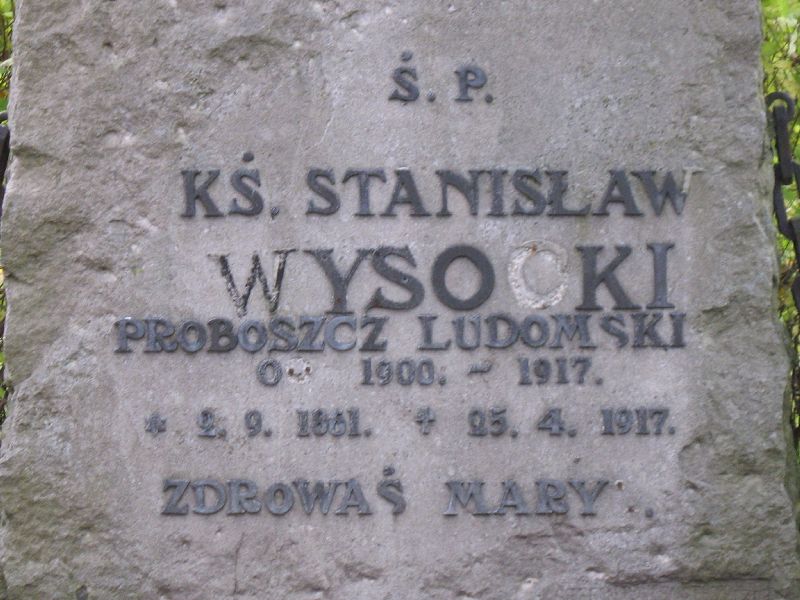 Ś. P.
KŚ. STANISŁAW
WYSOCKI
PROBOSZCZ LUDOMSKI
1900. - 1917.
* 2. 9. 1861. + 25. 4. 1917.
ZDROWAŚ MARY .